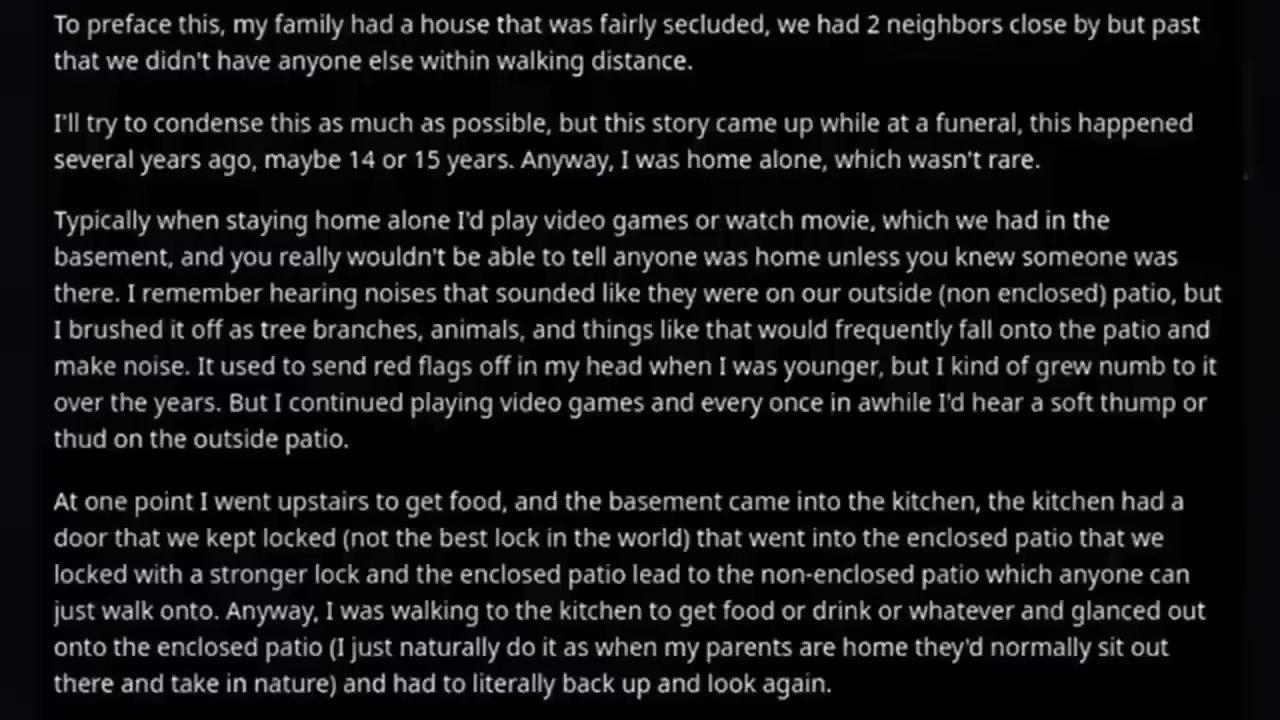 To preface this, my family had a house that was fairly secluded, we had 2 neighbors close by but past
that we didn't have anyone else within walking distance.
I'll try to condense this as much as possible, but this story came up while at a funeral, this happened
several years ago, maybe 14 or 15 years. Anyway, I was home alone, which wasn't rare.
Typically when staying home alone I'd play video games or watch movie, which we had in the
basement, and you really wouldn't be able to tell anyone was home unless you knew someone was
there. I remember hearing noises that sounded like they were on our outside (non enclosed) patio, but
I brushed it off as tree branches, animals, and things like that would frequently fall onto the patio and
make noise. It used to send red flags off in my head when I was younger, but I kind of grew numb to it
over the years. But I continued playing video games and every once in awhile I'd hear a soft thump or
thud on the outside patio.
At one point I went upstairs to get food, and the basement came into the kitchen, the kitchen had a
door that we kept locked (not the best lock in the world) that went into the enclosed patio that we
locked with a stronger lock and the enclosed patio lead to the non-enclosed patio which anyone can
just walk onto. Anyway, I was walking to the kitchen to get food or drink or whatever and glanced out
onto the enclosed patio (I just naturally do it as when my parents are home they'd normally sit out
there and take in nature) and had to literally back up and look again.